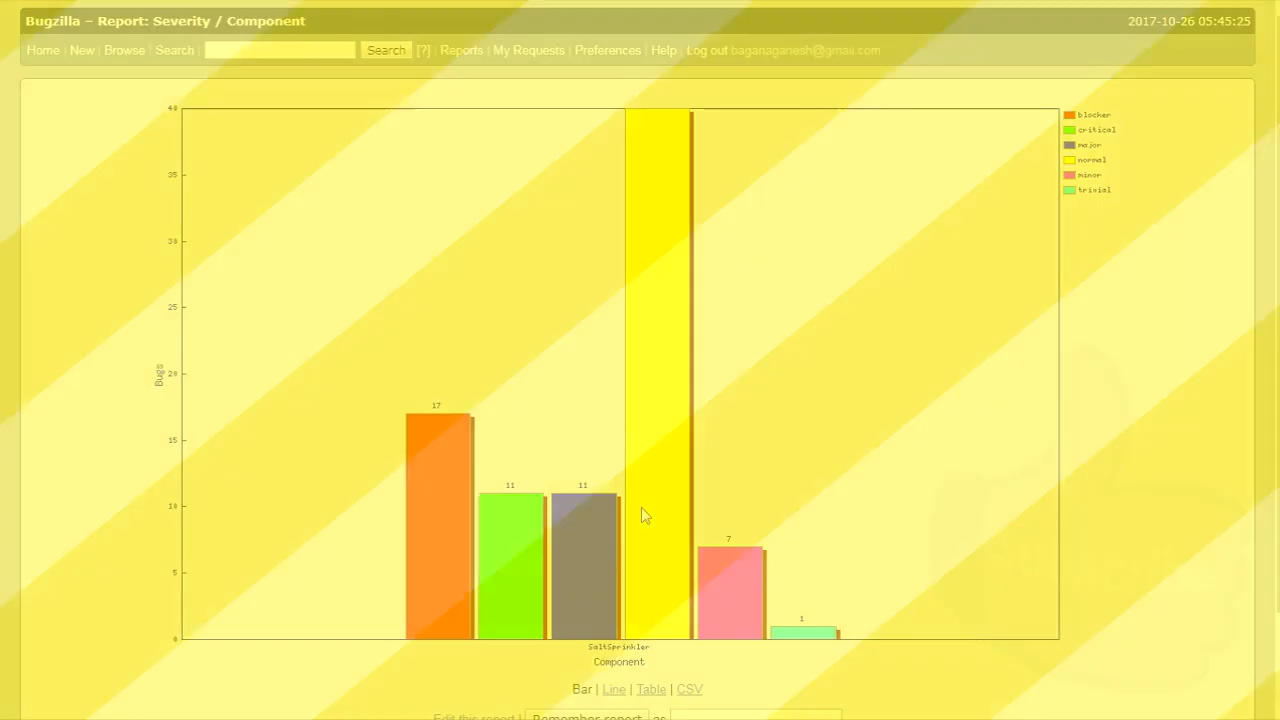 Bugzilla – Report: Severity / Component 2017-10-26 05:45:25
Home | New | Browse | Search | Search [?] | Reports | My Requests | Preferences | Help | Log out baganaganesh@gmail.com
40
35
30
25
20
15
10
5
0
Bugs
17
11
11
7
1
blocker
critical
major
normal
minor
trivial
SaltSprinkler
Component
Bar | Line | Table | CSV
Edit this report | Remember report as